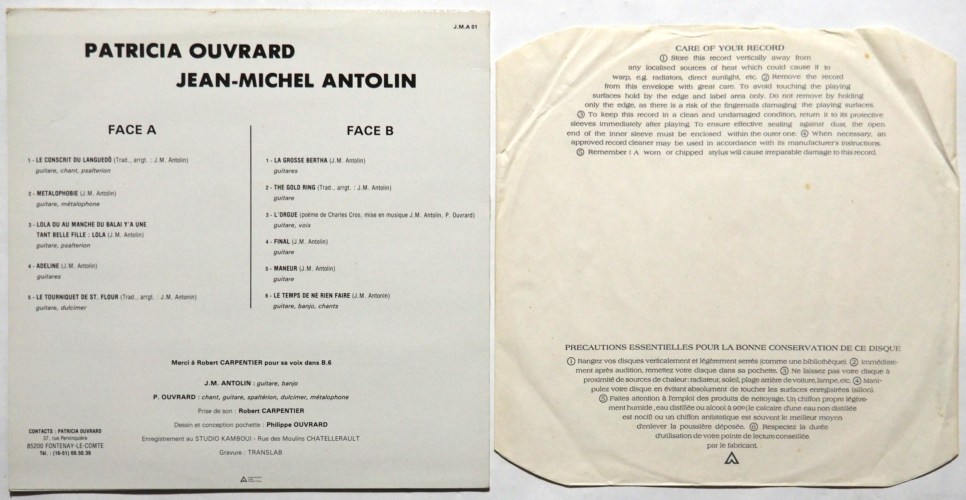 J.M.A 01
PATRICIA OUVRARD
JEAN-MICHEL ANTOLIN
FACE A
1 - LE CONSCRIT DU LANGUEDÔ (Trad., arrgt. : J.M. Antolin)
guitare, chant, psalterion
2 - METALOPHOBIE (J.M. Antolin)
guitare, métalophone
3 - LOLA OU AU MANCHE DU BALAI Y'A UNE
TANT BELLE FILLE : LOLA (J.M. Antolin)
guitare, psalterion
4 - ADELINE (J.M. Antolin)
guitares
5 - LE TOURNIQUET DE ST. FLOUR (Trad., arrgt. : J.M. Antonin)
guitare, dulcimer
FACE B
1 - LA GROSSE BERTHA (J.M. Antolin)
guitares
2 - THE GOLD RING (Trad., arrgt : J.M. Antolin)
guitare
3 - L'ORGUE (poème de Charles Cros, mise en musique J.M. Antolin, P. Ouvrard)
guitare, voix
4 - FINAL (J.M. Antolin)
guitare
5 - MANEUR (J.M. Antolin)
guitare
6 - LE TEMPS DE NE RIEN FAIRE (J.M. Antonin)
guitare, banjo, chants
Merci à Robert CARPENTIER pour sa voix dans B.6
J.M. ANTOLIN : guitare, banjo
P. OUVRARD : chant, guitare, spaltérion, dulcimer, métalophone
Prise de son : Robert CARPENTIER
Dessin et conception pochette : Philippe OUVRARD
Enregistrement au STUDIO KAMBOUI - Rue des Moulins CHATELLERAULT
Gravure : TRANSLAB
CONTACTS : PATRICIA OUVRARD
37, rue Pervinquière
85200 FONTENAY-LE-COMTE
Tél. : (16-51) 69.50.36
CARE OF YOUR RECORD
① Store this record vertically away from
any localised sources of heat which could cause it to
warp, e.g. radiators, direct sunlight, etc. ② Remove the record
from this envelope with great care. To avoid touching the playing
surfaces hold by the edge and label area only. Do not remove by holding
only the edge, as there is a risk of the fingernails damaging the playing surfaces.
③ To keep this record in a clean and undamaged condition, return it to its protective
sleeves immediately after playing. To ensure effective sealing against dust, the open
end of the inner sleeve must be enclosed within the outer one. ④ When necessary, an
approved record cleaner may be used in accordance with its manufacturer's instructions.
⑤ Remember ! A worn or chipped stylus will cause irreparable damage to this record.
PRECAUTIONS ESSENTIELLES POUR LA BONNE CONSERVATION DE CE DISQUE
① Rangez vos disques verticalement et légèrement serrés (comme une bibliothèque). ② Immédiate-
ment après audition, remettez votre disque dans sa pochette. ③ Ne laissez pas votre disque à
proximité de sources de chaleur: radiateur, soleil, plage arrière de voiture, lampe, etc. ④ Mani-
pulez votre disque en évitant absolument de toucher les surfaces enregistrées (sillon).
⑤ Faites attention à l'emploi des produits de nettoyage. Un chiffon propre légère-
ment humide, eau distillée ou alcool à 90° (le calcaire d'une eau non distillée
est nocif) ou un chiffon antistatique est souvent le meilleur moyen
d'enlever la poussière déposée. ⑥ Respectez la durée
d'utilisation de votre pointe de lecture conseillée
par le fabricant.